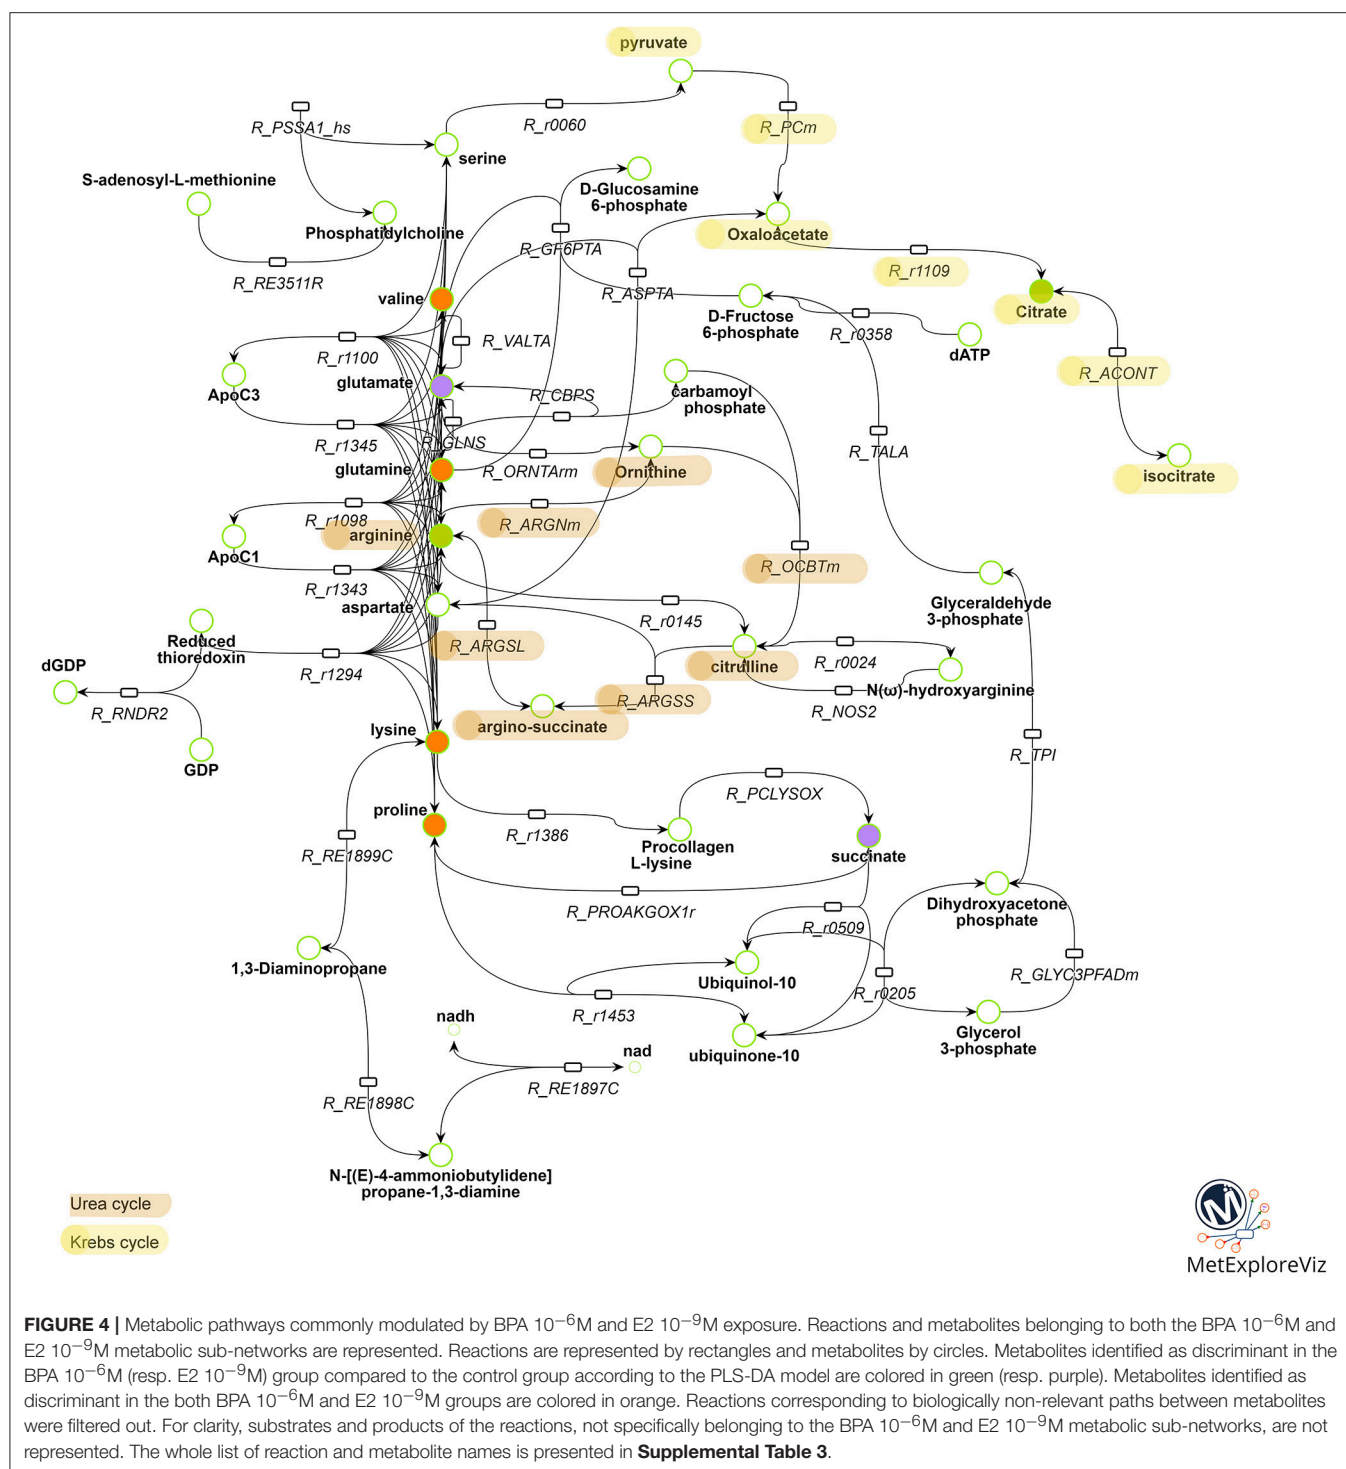 pyruvate
R_PCm
R_r0060
R_PSSA1_hs
serine
S-adenosyl-L-methionine
D-Glucosamine
6-phosphate
Phosphatidylcholine
Oxaloacetate
R_GF6PTA
R_r1109
R_RE3511R
R_ASPTA
valine
Citrate
D-Fructose
6-phosphate
R_r0358
R_VALTA
R_r1100
dATP
R_ACONT
glutamate
ApoC3
R_CBPS
carbamoyl
phosphate
R_r1345
R_GLNS
R_TALA
glutamine
R_ORNTArm
Ornithine
isocitrate
R_r1098
arginine
R_ARGNm
ApoC1
R_OCBTm
R_r1343
aspartate
Glyceraldehyde
3-phosphate
R_r0145
Reduced
thioredoxin
R_ARGSL
dGDP
R_r1294
citrulline
R_r0024
N(ω)-hydroxyarginine
R_RNDR2
R_ARGSS
R_NOS2
lysine
argino-succinate
GDP
R_TPI
R_PCLYSOX
proline
R_r1386
Procollagen
L-lysine
succinate
R_RE1899C
R_PROAKGOX1r
Dihydroxyacetone
phosphate
R_r0509
1,3-Diaminopropane
Ubiquinol-10
R_GLYC3PFADm
R_r0205
R_r1453
nadh
Glycerol
3-phosphate
nad
ubiquinone-10
R_RE1897C
R_RE1898C
N-[(E)-4-ammoniobutylidene]
propane-1,3-diamine
Urea cycle
Krebs cycle
M
MetExploreViz
FIGURE 4 | Metabolic pathways commonly modulated by BPA 10−6M and E2 10−9M exposure. Reactions and metabolites belonging to both the BPA 10−6M and
E2 10−9M metabolic sub-networks are represented. Reactions are represented by rectangles and metabolites by circles. Metabolites identified as discriminant in the
BPA 10−6M (resp. E2 10−9M) group compared to the control group according to the PLS-DA model are colored in green (resp. purple). Metabolites identified as
discriminant in the both BPA 10−6M and E2 10−9M groups are colored in orange. Reactions corresponding to biologically non-relevant paths between metabolites
were filtered out. For clarity, substrates and products of the reactions, not specifically belonging to the BPA 10−6M and E2 10−9M metabolic sub-networks, are not
represented. The whole list of reaction and metabolite names is presented in Supplemental Table 3.